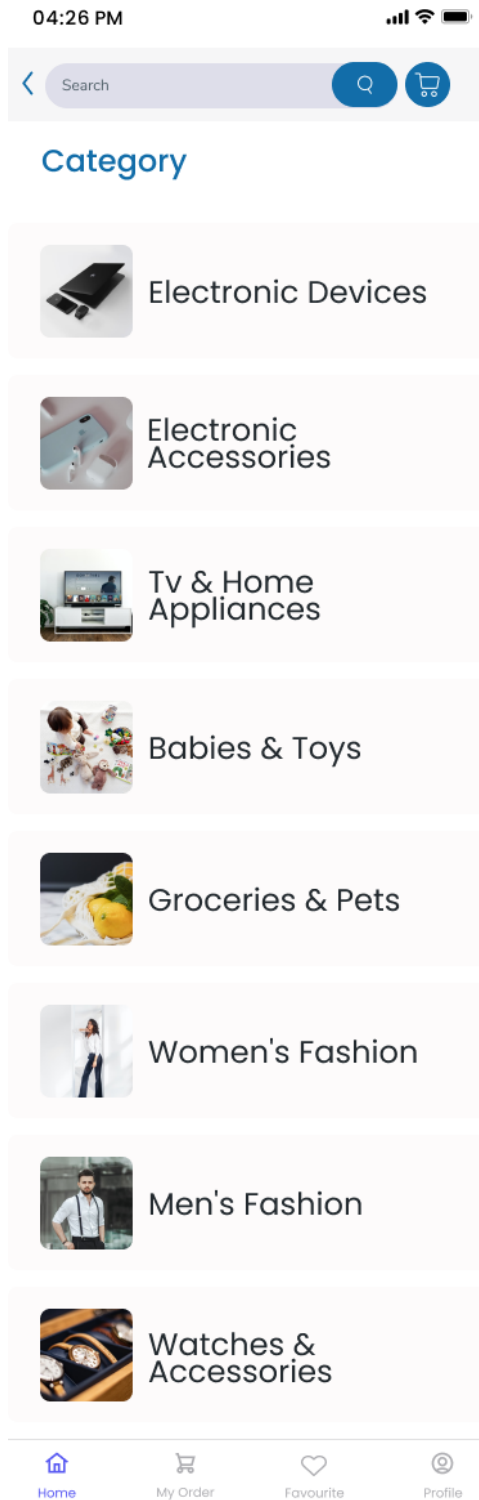 04:26 PM
Search
Category
Electronic Devices
Electronic
Accessories
Tv & Home
Appliances
Babies & Toys
Groceries & Pets
Women's Fashion
Men's Fashion
Watches &
Accessories
Home My Order Favourite Profile